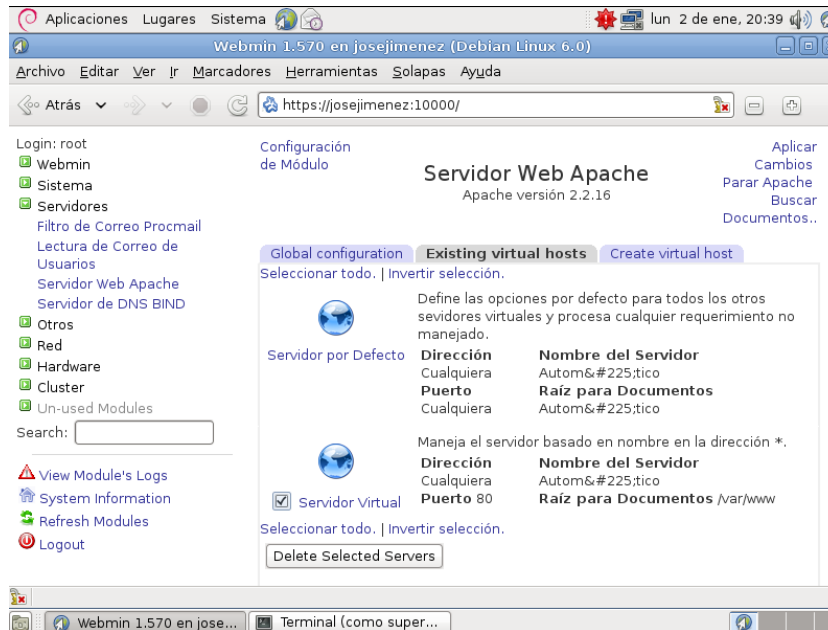 Aplicaciones Lugares Sistema lun 2 de ene, 20:39
Webmin 1.570 en josejimenez (Debian Linux 6.0)
Archivo Editar Ver Ir Marcadores Herramientas Solapas Ayuda
Atrás https://josejimenez:10000/
Login: root
Webmin
Sistema
Servidores
Filtro de Correo Procmail
Lectura de Correo de
Usuarios
Servidor Web Apache
Servidor de DNS BIND
Otros
Red
Hardware
Cluster
Un-used Modules
Search:
View Module's Logs
System Information
Refresh Modules
Logout
Configuración
de Módulo
Servidor Web Apache
Apache versión 2.2.16
Aplicar
Cambios
Parar Apache
Buscar
Documentos..
Global configuration Existing virtual hosts Create virtual host
Seleccionar todo. | Invertir selección.
Servidor por Defecto
Define las opciones por defecto para todos los otros
sevidores virtuales y procesa cualquier requerimiento no
manejado.
Dirección Nombre del Servidor
Cualquiera Autom&#225;tico
Puerto Raíz para Documentos
Cualquiera Autom&#225;tico
Servidor Virtual
Maneja el servidor basado en nombre en la dirección *.
Dirección Nombre del Servidor
Cualquiera Autom&#225;tico
Puerto 80 Raíz para Documentos /var/www
Seleccionar todo. | Invertir selección.
Delete Selected Servers
Webmin 1.570 en jose... Terminal (como super...